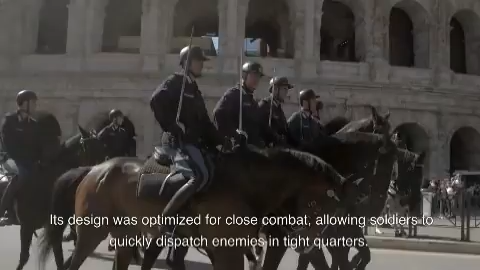 Its design was optimized for close combat, allowing soldiers to
quickly dispatch enemies in tight quarters.